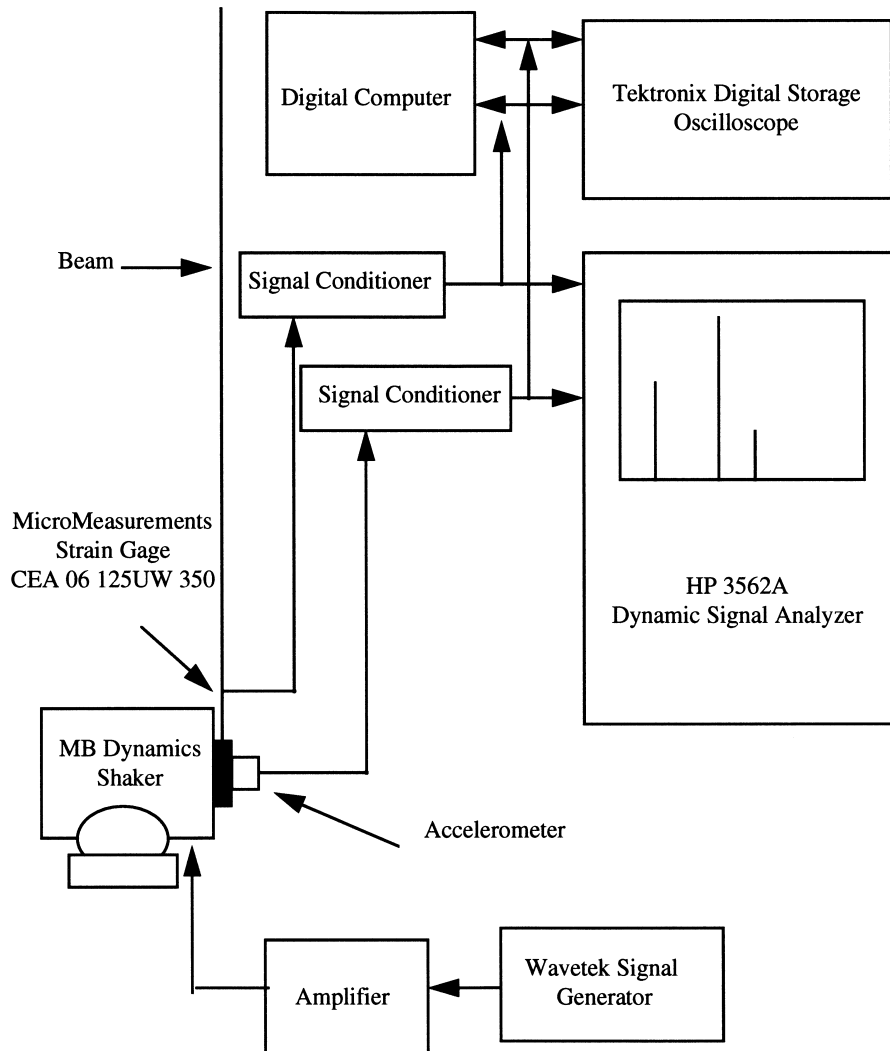 Digital Computer
Tektronix Digital Storage
Oscilloscope
Beam
Signal Conditioner
Signal Conditioner
MicroMeasurements
Strain Gage
CEA 06 125UW 350
HP 3562A
Dynamic Signal Analyzer
MB Dynamics
Shaker
Accelerometer
Amplifier
Wavetek Signal
Generator